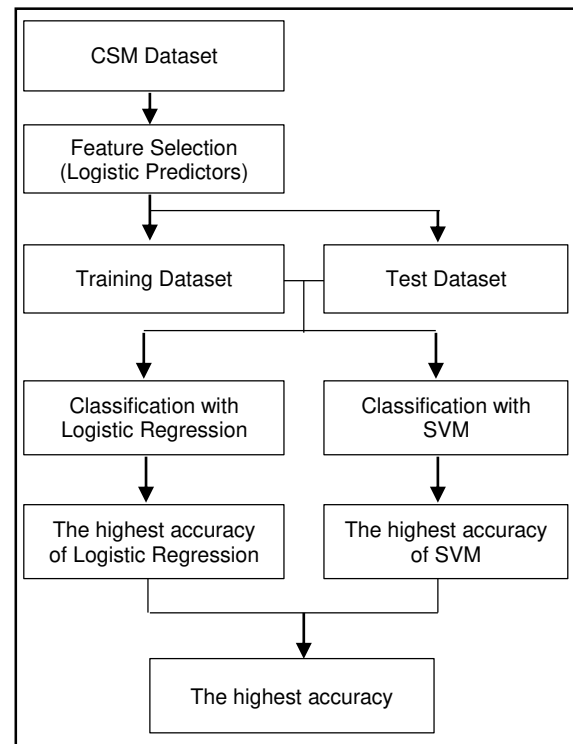 CSM Dataset
Feature Selection
(Logistic Predictors)
Training Dataset
Test Dataset
Classification with
Logistic Regression
Classification with
SVM
The highest accuracy
of Logistic Regression
The highest accuracy
of SVM
The highest accuracy